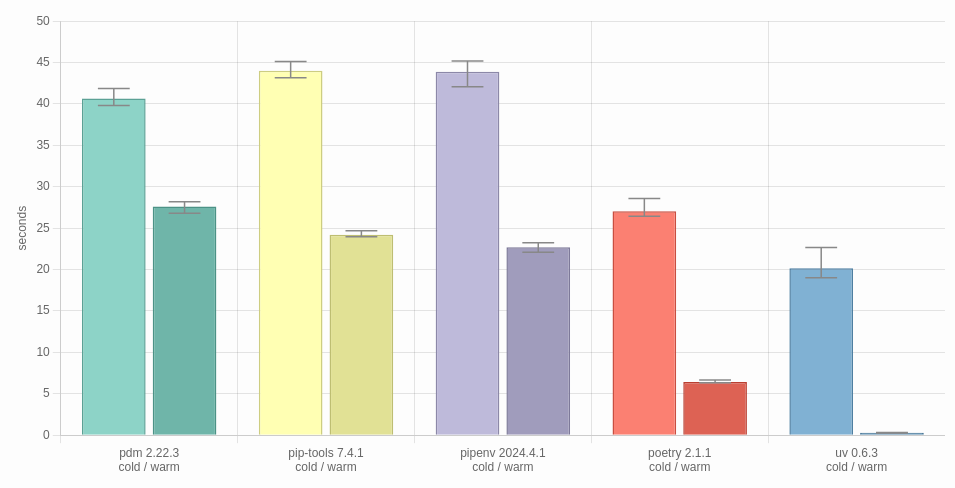 50
45
40
35
30
25
20
15
10
5
0
seconds
pdm 2.22.3
cold / warm
pip-tools 7.4.1
cold / warm
pipenv 2024.4.1
cold / warm
poetry 2.1.1
cold / warm
uv 0.6.3
cold / warm